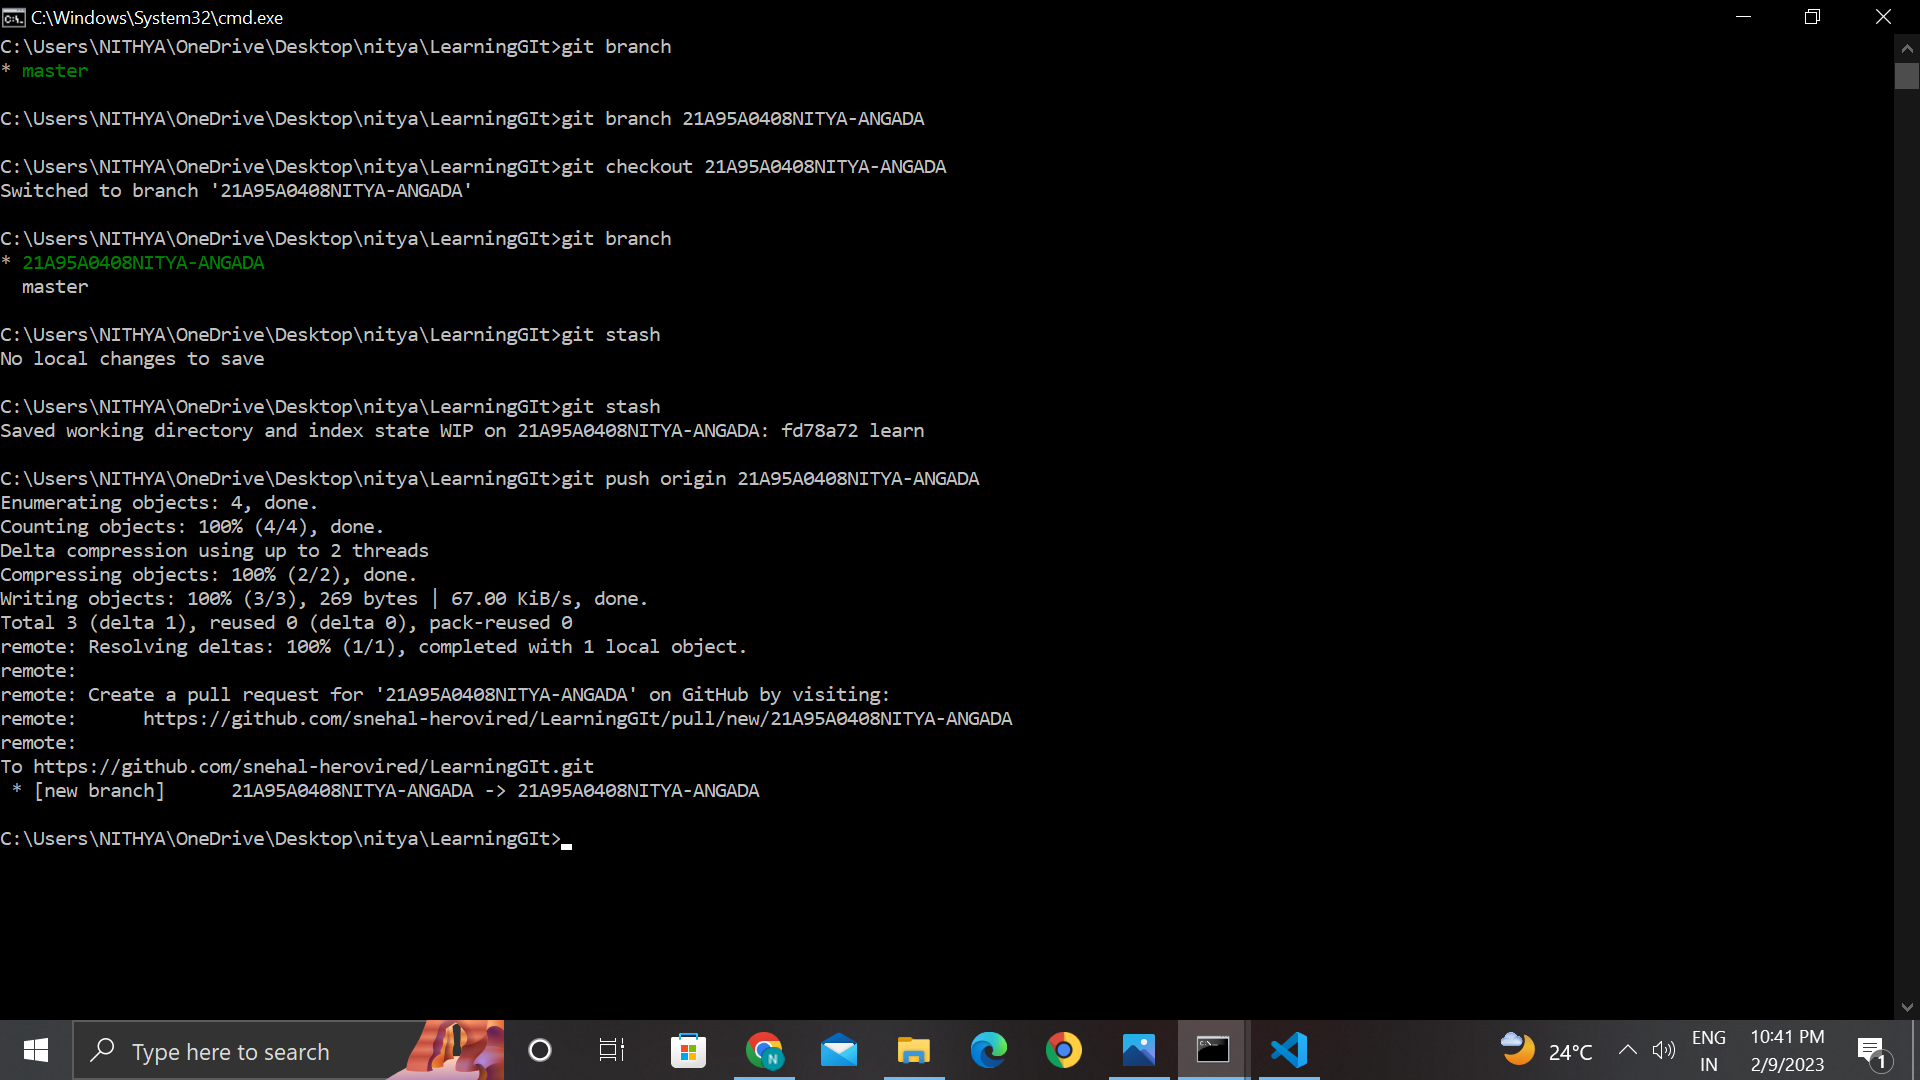 C:\Windows\System32\cmd.exe
C:\Users\NITHYA\OneDrive\Desktop\nitya\LearningGIt>git branch
* master
C:\Users\NITHYA\OneDrive\Desktop\nitya\LearningGIt>git branch 21A95A0408NITYA-ANGADA
C:\Users\NITHYA\OneDrive\Desktop\nitya\LearningGIt>git checkout 21A95A0408NITYA-ANGADA
Switched to branch '21A95A0408NITYA-ANGADA'
C:\Users\NITHYA\OneDrive\Desktop\nitya\LearningGIt>git branch
* 21A95A0408NITYA-ANGADA
  master
C:\Users\NITHYA\OneDrive\Desktop\nitya\LearningGIt>git stash
No local changes to save
C:\Users\NITHYA\OneDrive\Desktop\nitya\LearningGIt>git stash
Saved working directory and index state WIP on 21A95A0408NITYA-ANGADA: fd78a72 learn
C:\Users\NITHYA\OneDrive\Desktop\nitya\LearningGIt>git push origin 21A95A0408NITYA-ANGADA
Enumerating objects: 4, done.
Counting objects: 100% (4/4), done.
Delta compression using up to 2 threads
Compressing objects: 100% (2/2), done.
Writing objects: 100% (3/3), 269 bytes | 67.00 KiB/s, done.
Total 3 (delta 1), reused 0 (delta 0), pack-reused 0
remote: Resolving deltas: 100% (1/1), completed with 1 local object.
remote:
remote: Create a pull request for '21A95A0408NITYA-ANGADA' on GitHub by visiting:
remote:      https://github.com/snehal-herovired/LearningGIt/pull/new/21A95A0408NITYA-ANGADA
remote:
To https://github.com/snehal-herovired/LearningGIt.git
 * [new branch]      21A95A0408NITYA-ANGADA -> 21A95A0408NITYA-ANGADA
C:\Users\NITHYA\OneDrive\Desktop\nitya\LearningGIt>
Type here to search
N
24°C
ENG
IN
10:41 PM
2/9/2023
1